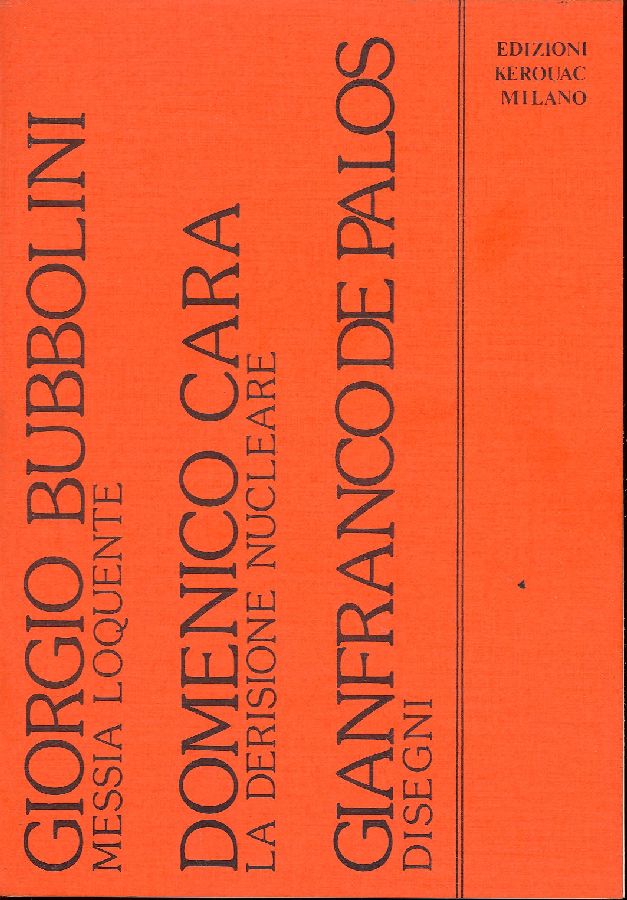 GIORGIO BUBBOLINI
MESSIA LOQUENTE
DOMENICO CARA
LA DERISIONE NUCLEARE
GIANFRANCO DE PALOS
DISEGNI
EDIZIONI
KEROUAC
MILANO